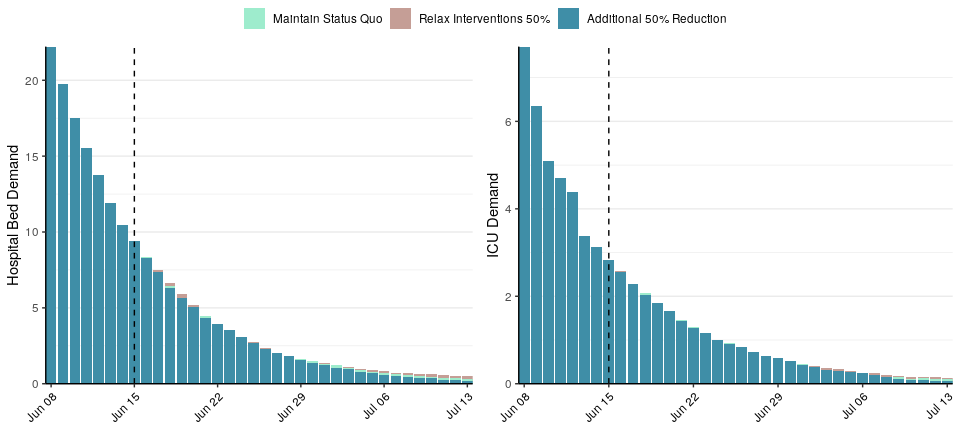 Maintain Status Quo Relax Interventions 50% Additional 50% Reduction
Hospital Bed Demand
20
15
10
5
0
Jun 08 Jun 15 Jun 22 Jun 29 Jul 06 Jul 13
ICU Demand
6
4
2
0
Jun 08 Jun 15 Jun 22 Jun 29 Jul 06 Jul 13